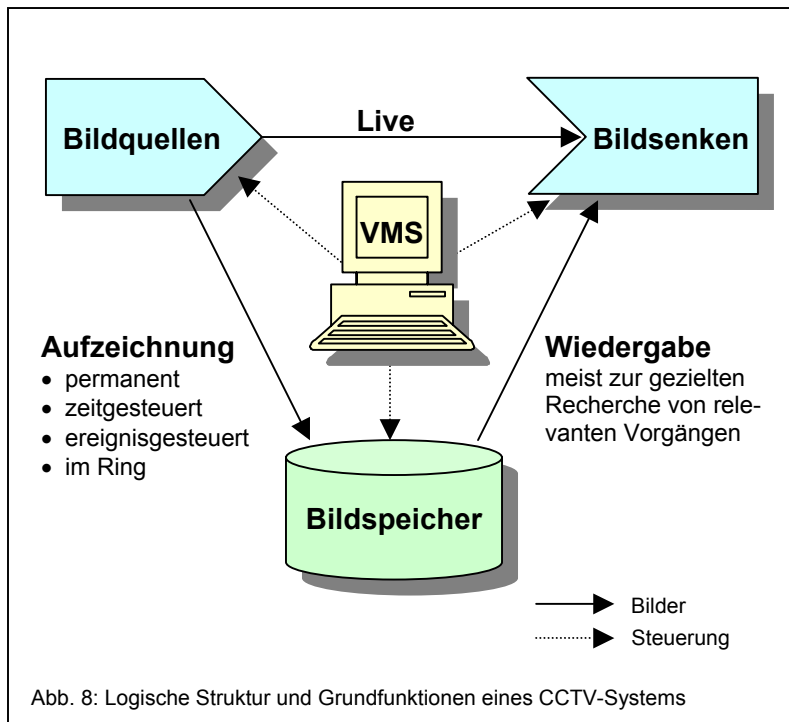 Bildquellen
Live
Bildsenken
VMS
Aufzeichnung
• permanent
• zeitgesteuert
• ereignisgesteuert
• im Ring
Wiedergabe
meist zur gezielten
Recherche von rele-
vanten Vorgängen
Bildspeicher
Bilder
Steuerung
Abb. 8: Logische Struktur und Grundfunktionen eines CCTV-Systems